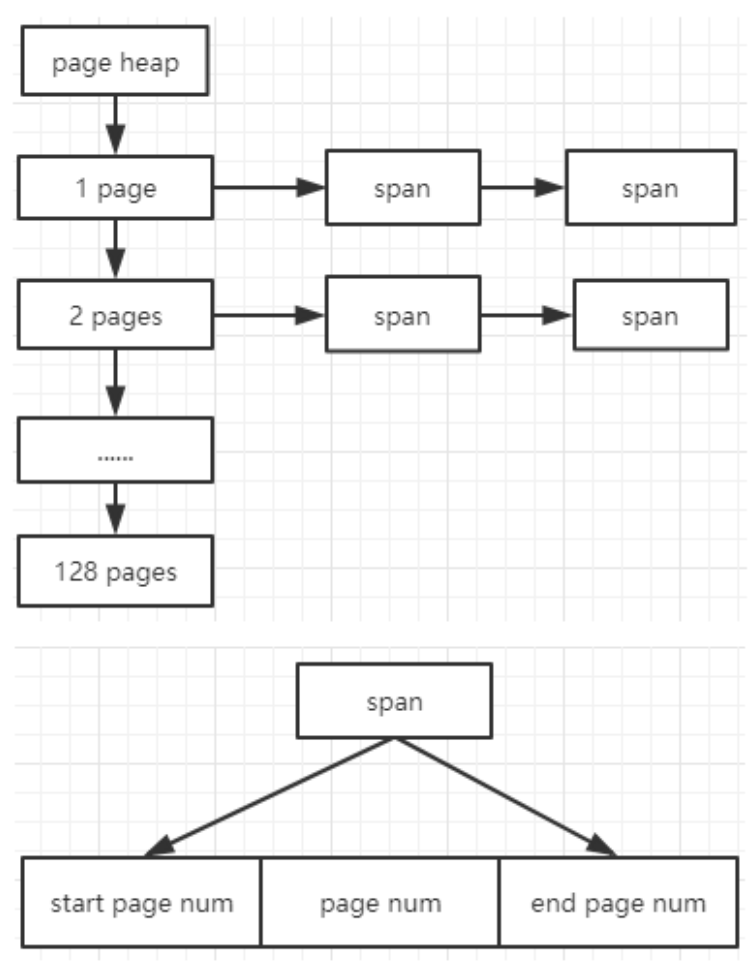 page heap
1 page
span
span
2 pages
span
span
......
128 pages
span
start page num
page num
end page num